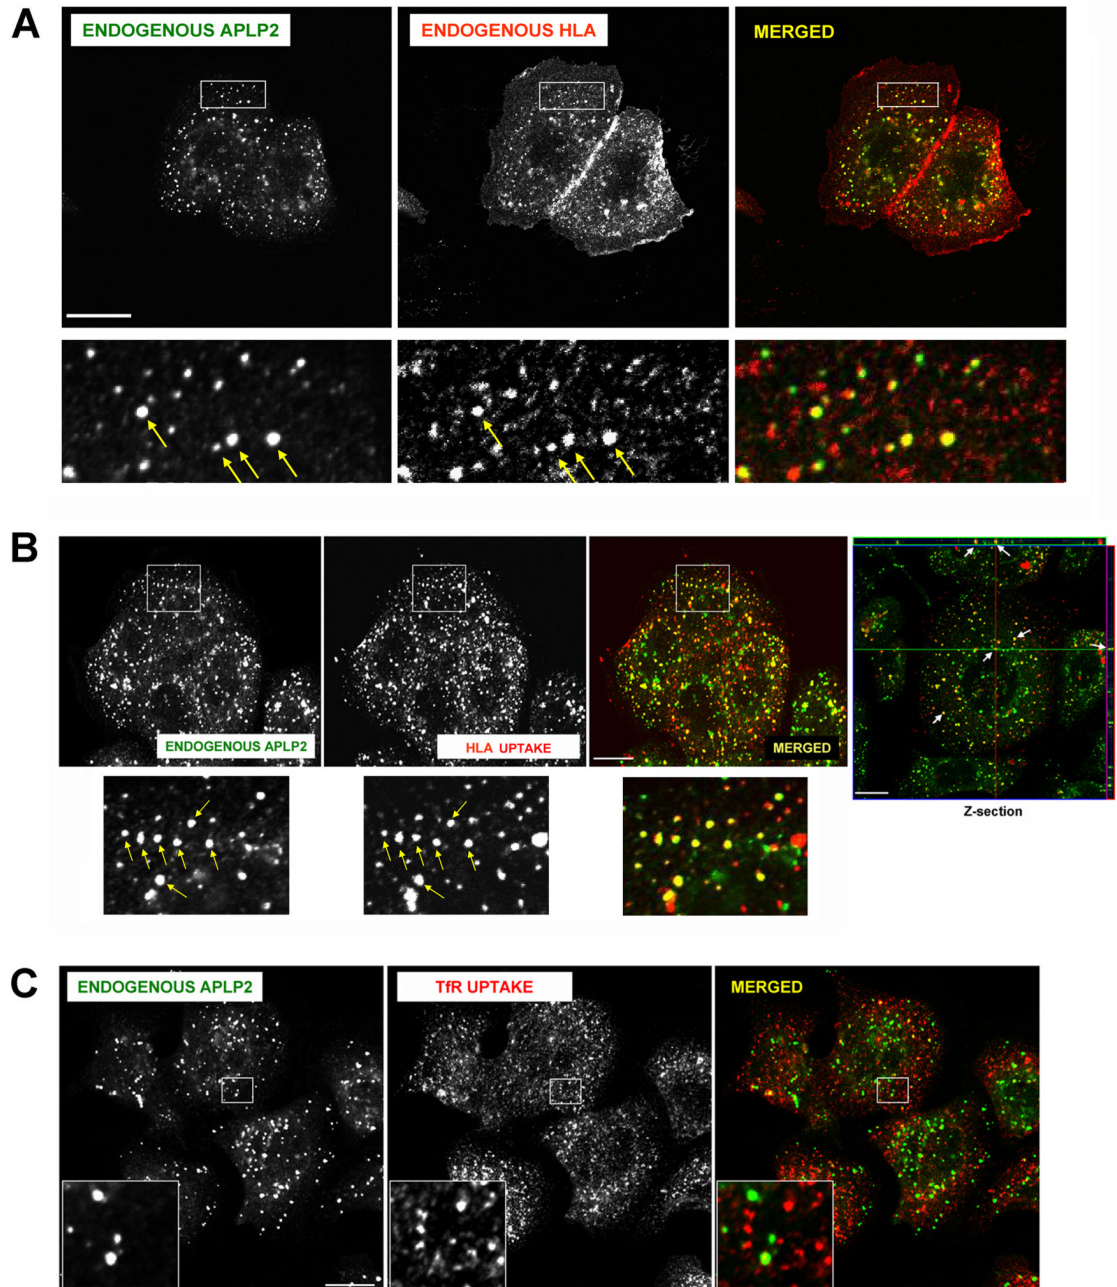 A
ENDOGENOUS APLP2
ENDOGENOUS HLA
MERGED
B
ENDOGENOUS APLP2
HLA UPTAKE
MERGED
Z-section
C
ENDOGENOUS APLP2
TfR UPTAKE
MERGED